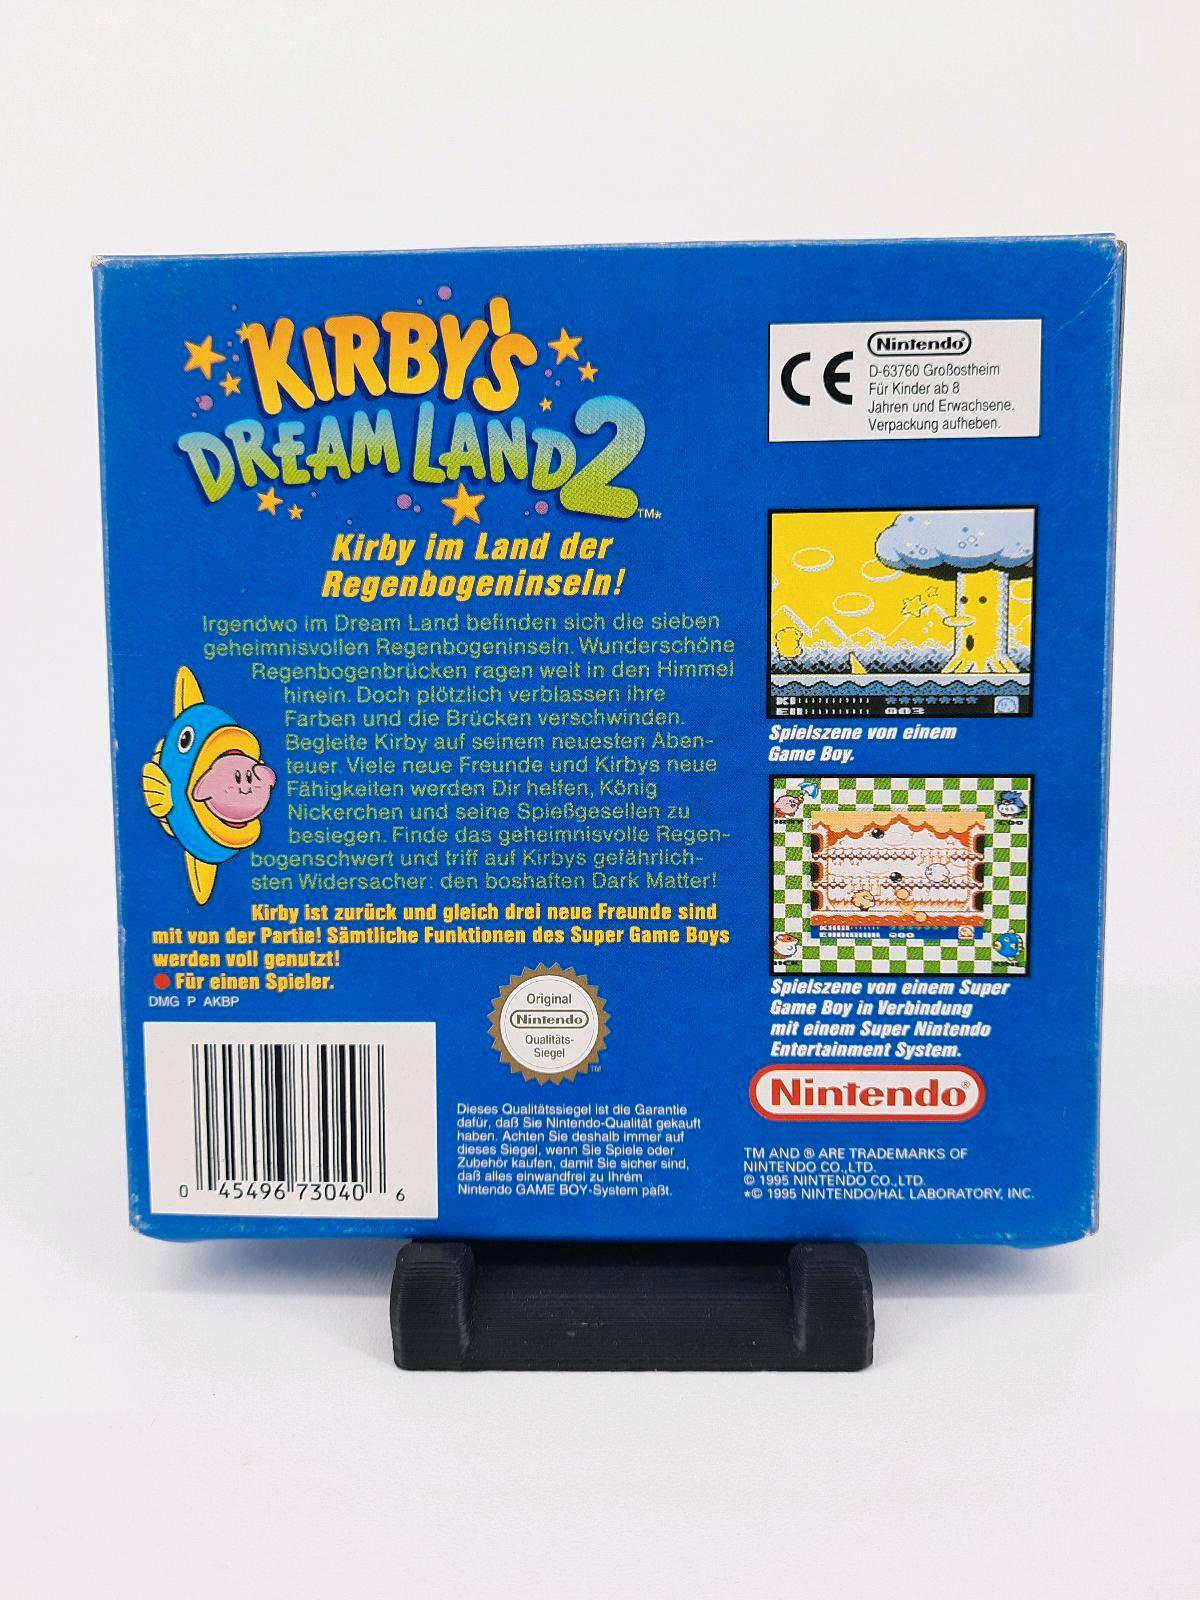 KIRBY'S
DREAM LAND 2
TM*
Kirby im Land der
Regenbogeninseln!
Irgendwo im Dream Land befinden sich die sieben
geheimnisvollen Regenbogeninseln. Wunderschöne
Regenbogenbrücken ragen weit in den Himmel
hinein. Doch plötzlich verblassen ihre
Farben und die Brücken verschwinden.
Begleite Kirby auf seinem neuesten Aben-
teuer. Viele neue Freunde und Kirbys neue
Fähigkeiten werden Dir helfen, König
Nickerchen und seine Spießgesellen zu
besiegen. Finde das geheimnisvolle Regen-
bogenschwert und triff auf Kirbys gefährlich-
sten Widersacher: den boshaften Dark Matter!
Kirby ist zurück und gleich drei neue Freunde sind
mit von der Partie! Sämtliche Funktionen des Super Game Boys
werden voll genutzt!
Für einen Spieler.
DMG P AKBP
0 45496 73040 6
Original
Nintendo
Qualitäts-
Siegel
TM
Dieses Qualitätssiegel ist die Garantie
dafür, daß Sie Nintendo-Qualität gekauft
haben. Achten Sie deshalb immer auf
dieses Siegel, wenn Sie Spiele oder
Zubehör kaufen, damit Sie sicher sind,
daß alles einwandfrei zu Ihrem
Nintendo GAME BOY-System paßt.
CE
Nintendo®
D-63760 Großostheim
Für Kinder ab 8
Jahren und Erwachsene.
Verpackung aufheben.
003
Spielszene von einem
Game Boy.
Spielszene von einem Super
Game Boy in Verbindung
mit einem Super Nintendo
Entertainment System.
Nintendo®
TM AND ® ARE TRADEMARKS OF
NINTENDO CO.,LTD.
© 1995 NINTENDO CO.,LTD.
*© 1995 NINTENDO/HAL LABORATORY, INC.